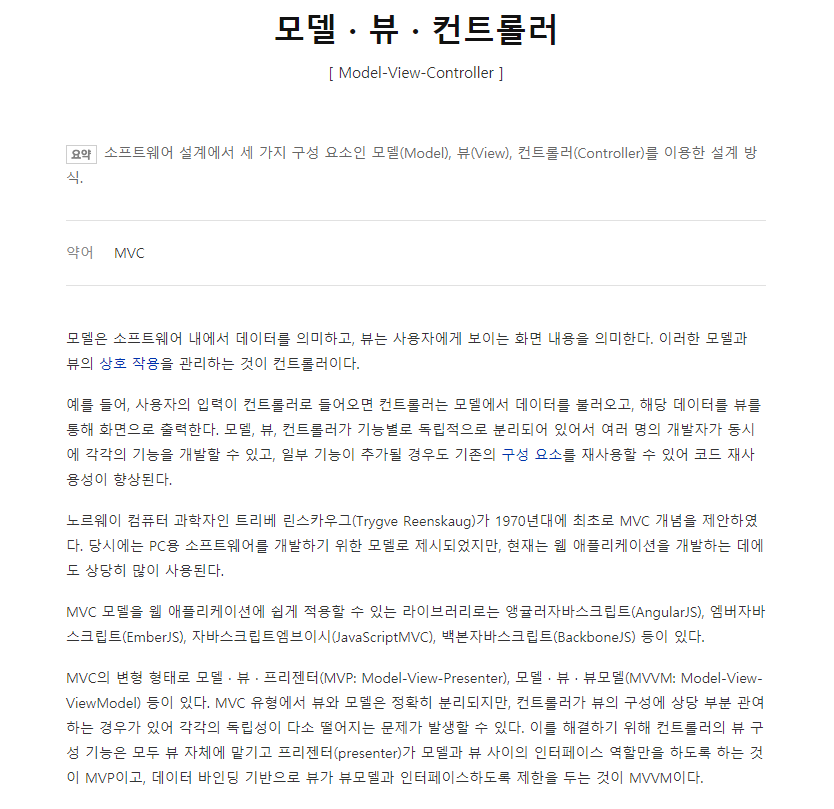 모델 · 뷰 · 컨트롤러
[ Model-View-Controller ]
요약 소프트웨어 설계에서 세 가지 구성 요소인 모델(Model), 뷰(View), 컨트롤러(Controller)를 이용한 설계 방
식.
약어 MVC
모델은 소프트웨어 내에서 데이터를 의미하고, 뷰는 사용자에게 보이는 화면 내용을 의미한다. 이러한 모델과
뷰의 상호 작용을 관리하는 것이 컨트롤러이다.
예를 들어, 사용자의 입력이 컨트롤러로 들어오면 컨트롤러는 모델에서 데이터를 불러오고, 해당 데이터를 뷰를
통해 화면으로 출력한다. 모델, 뷰, 컨트롤러가 기능별로 독립적으로 분리되어 있어서 여러 명의 개발자가 동시
에 각각의 기능을 개발할 수 있고, 일부 기능이 추가될 경우도 기존의 구성 요소를 재사용할 수 있어 코드 재사
용성이 향상된다.
노르웨이 컴퓨터 과학자인 트리베 린스카우그(Trygve Reenskaug)가 1970년대에 최초로 MVC 개념을 제안하였
다. 당시에는 PC용 소프트웨어를 개발하기 위한 모델로 제시되었지만, 현재는 웹 애플리케이션을 개발하는 데에
도 상당히 많이 사용된다.
MVC 모델을 웹 애플리케이션에 쉽게 적용할 수 있는 라이브러리로는 앵귤러자바스크립트(AngularJS), 엠버자바
스크립트(EmberJS), 자바스크립트엠브이시(JavaScriptMVC), 백본자바스크립트(BackboneJS) 등이 있다.
MVC의 변형 형태로 모델 · 뷰 · 프리젠터(MVP: Model-View-Presenter), 모델 · 뷰 · 뷰모델(MVVM: Model-View-
ViewModel) 등이 있다. MVC 유형에서 뷰와 모델은 정확히 분리되지만, 컨트롤러가 뷰의 구성에 상당 부분 관여
하는 경우가 있어 각각의 독립성이 다소 떨어지는 문제가 발생할 수 있다. 이를 해결하기 위해 컨트롤러의 뷰 구
성 기능은 모두 뷰 자체에 맡기고 프리젠터(presenter)가 모델과 뷰 사이의 인터페이스 역할만을 하도록 하는 것
이 MVP이고, 데이터 바인딩 기반으로 뷰가 뷰모델과 인터페이스하도록 제한을 두는 것이 MVVM이다.